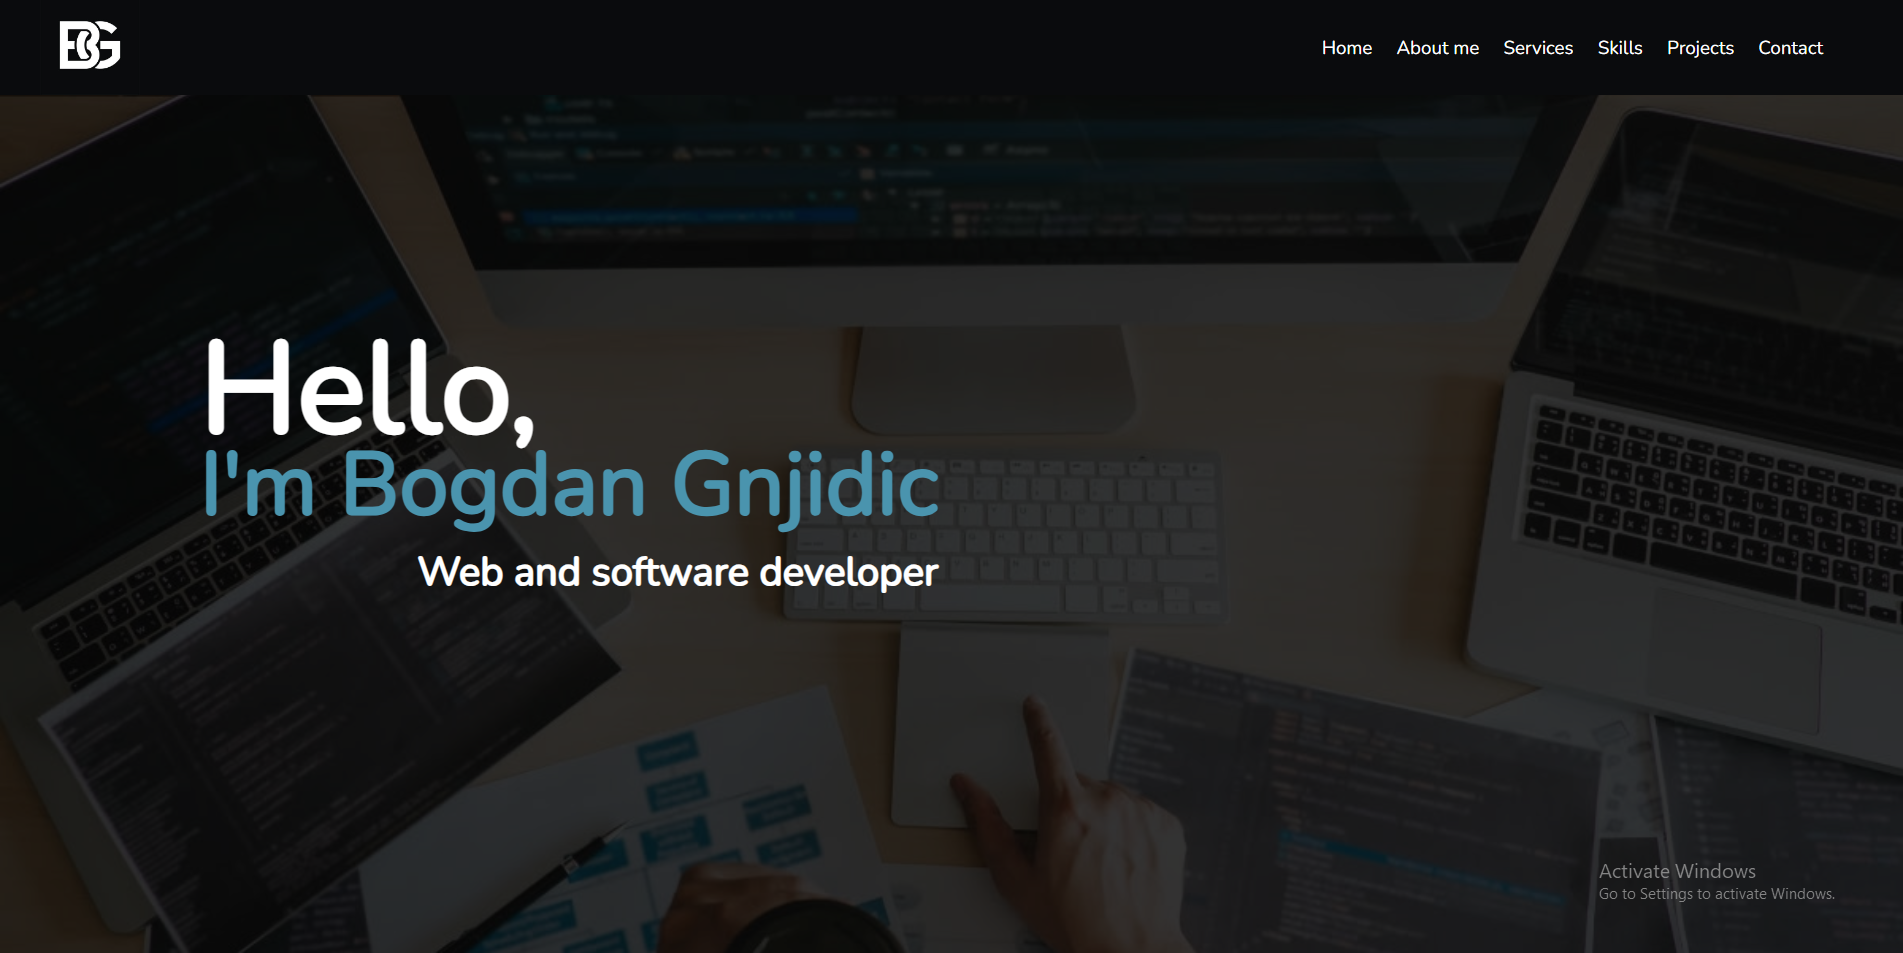 BG
Home About me Services Skills Projects Contact
Hello,
I'm Bogdan Gnjidic
Web and software developer
Activate Windows
Go to Settings to activate Windows.